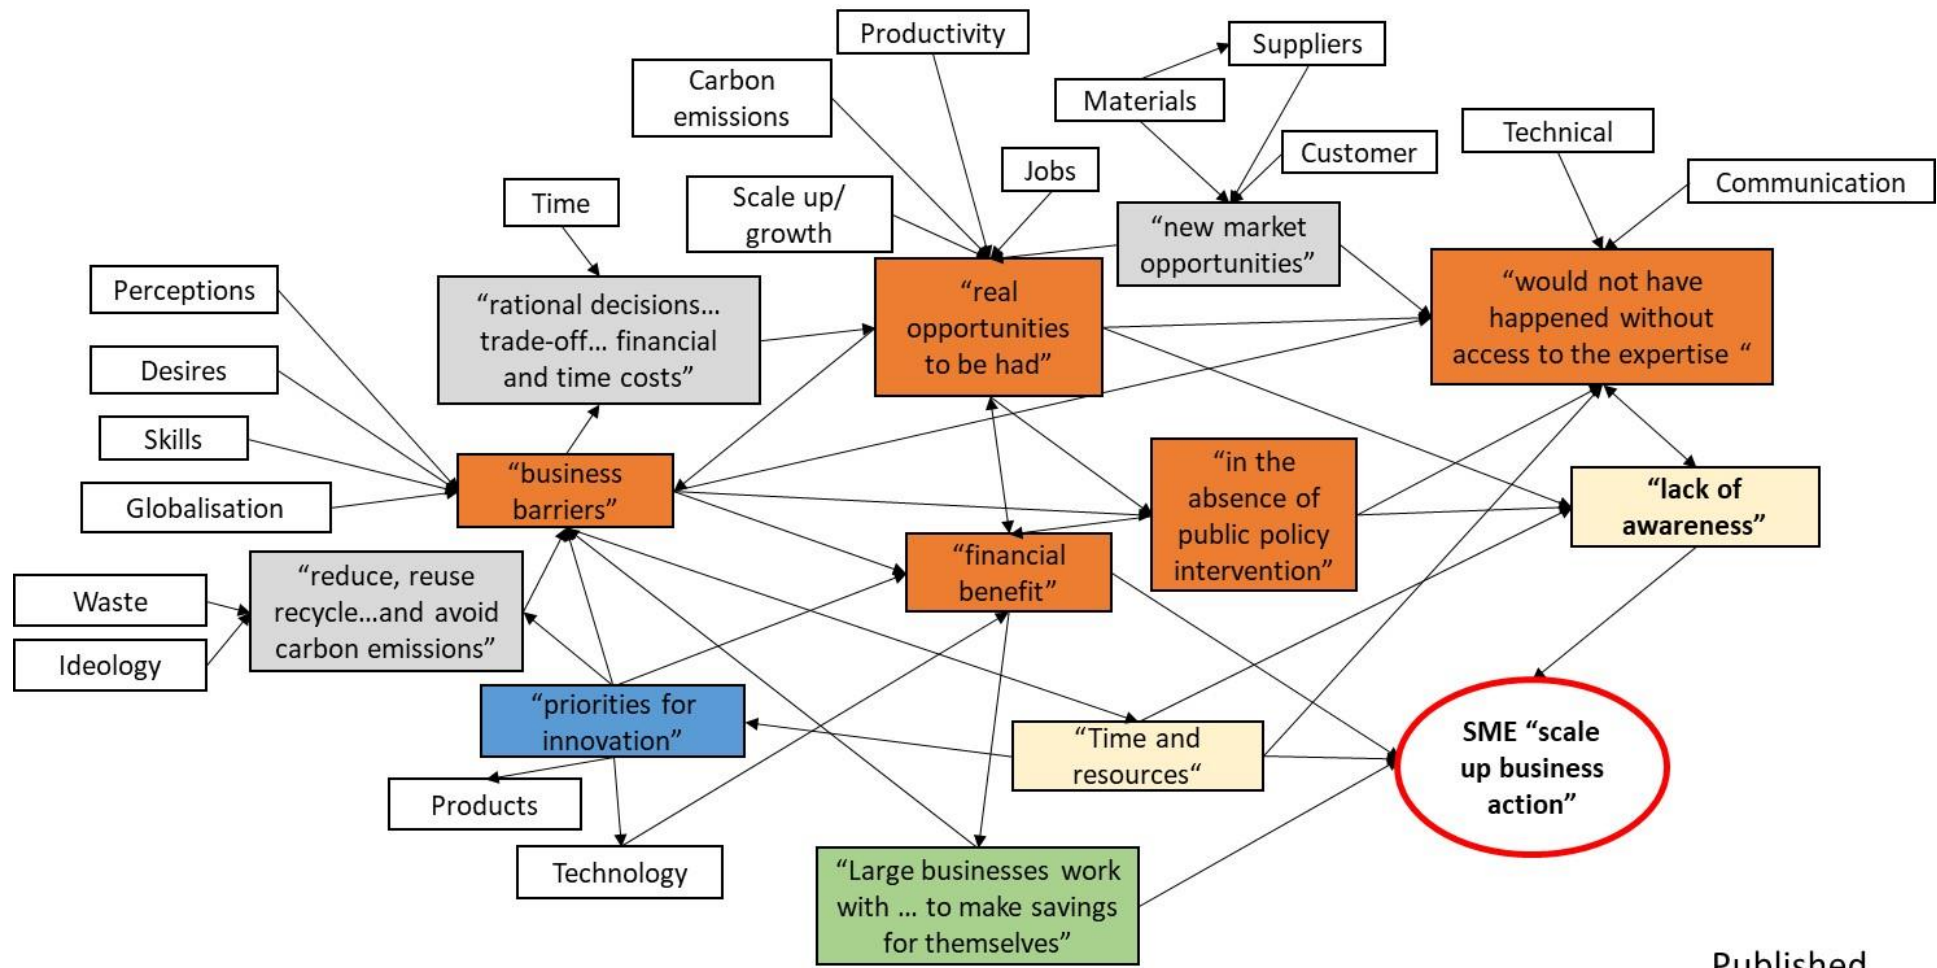 Productivity
Suppliers
Carbon
emissions
Materials
Technical
Customer
Jobs
Communication
Scale up/
growth
Time
“new market
opportunities”
Perceptions
“rational decisions...
trade-off... financial
and time costs”
“real
opportunities
to be had”
“would not have
happened without
access to the expertise “
Desires
Skills
“business
barriers”
“in the
absence of
public policy
intervention”
“lack of
awareness”
Globalisation
“financial
benefit”
“reduce, reuse
recycle...and avoid
carbon emissions”
Waste
Ideology
“priorities for
innovation”
“Time and
resources“
SME “scale
up business
action”
Products
Technology
“Large businesses work
with ... to make savings
for themselves”
Published